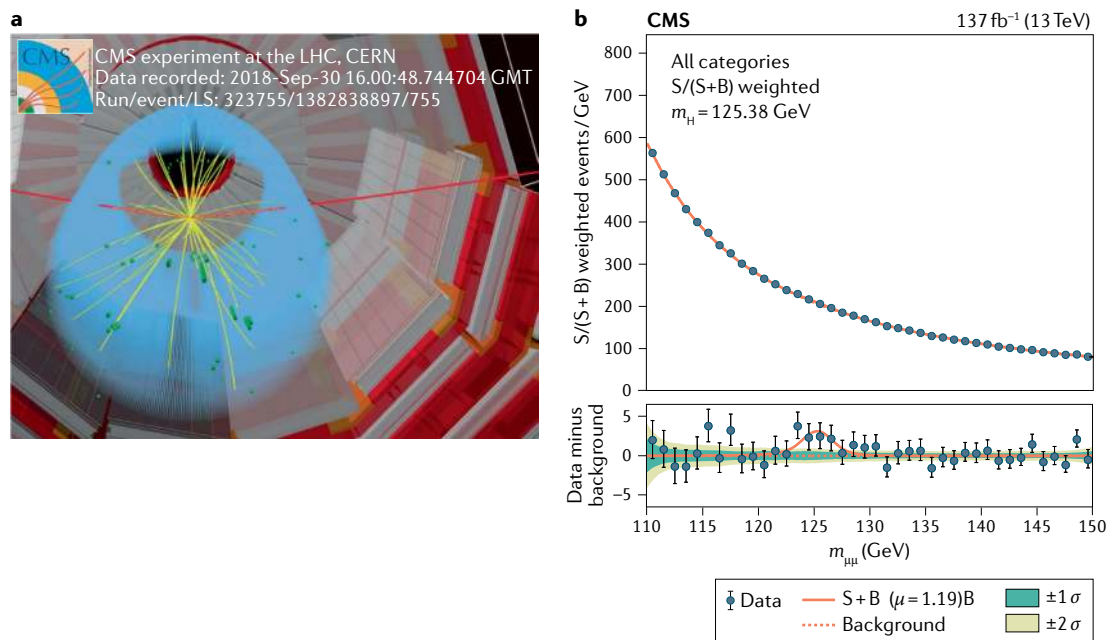 a
CMS
CMS experiment at the LHC, CERN
Data recorded: 2018-Sep-30 16.00:48.744704 GMT
Run/event/LS: 323755/1382838897/755
b
CMS 137 fb⁻¹ (13 TeV)
All categories
S/(S+B) weighted
m_H = 125.38 GeV
S/(S + B) weighted events/GeV
800
700
600
500
400
300
200
100
0
Data minus
background
5
0
−5
110 115 120 125 130 135 140 145 150
m_μμ (GeV)
Data S + B (μ = 1.19)B ±1 σ
Background ±2 σ